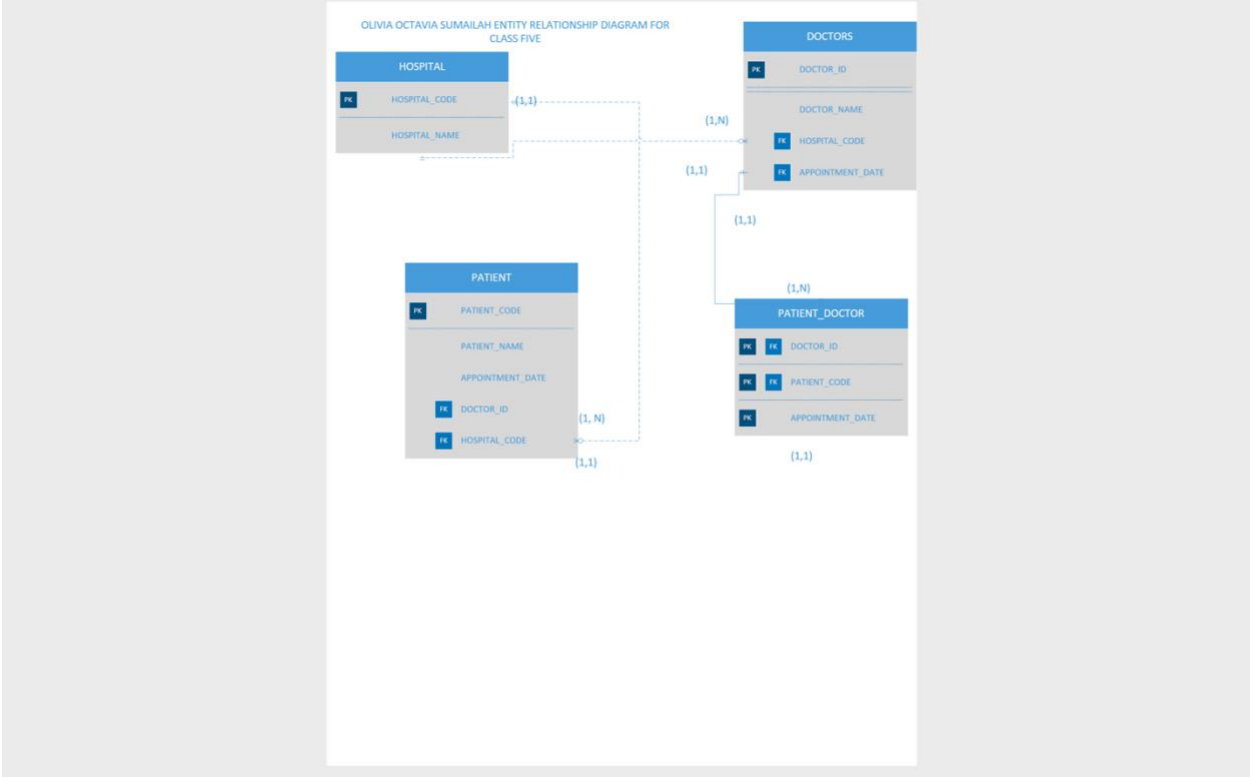 OLIVIA OCTAVIA SUMAILAH ENTITY RELATIONSHIP DIAGRAM FOR
CLASS FIVE
HOSPITAL
PK HOSPITAL_CODE
HOSPITAL_NAME
(1,1)
DOCTORS
PK DOCTOR_ID
DOCTOR_NAME
FK HOSPITAL_CODE
FK APPOINTMENT_DATE
(1,N)
(1,1)
(1,1)
PATIENT
PK PATIENT_CODE
PATIENT_NAME
APPOINTMENT_DATE
FK DOCTOR_ID
FK HOSPITAL_CODE
(1, N)
(1,1)
(1,N)
PATIENT_DOCTOR
PK FK DOCTOR_ID
PK FK PATIENT_CODE
PK APPOINTMENT_DATE
(1,1)